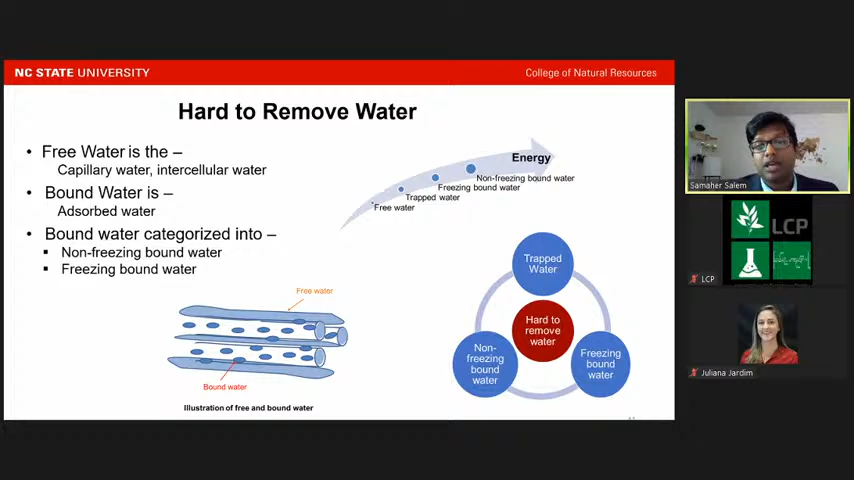 NC STATE UNIVERSITY
College of Natural Resources
Hard to Remove Water
• Free Water is the –
Capillary water, intercellular water
• Bound Water is –
Adsorbed water
• Bound water categorized into –
▪ Non-freezing bound water
▪ Freezing bound water
Energy
Non-freezing bound water
Freezing bound water
Trapped water
Free water
Trapped
Water
Hard to
remove
water
Non-
freezing
bound
water
Freezing
bound
water
Free water
Bound water
Illustration of free and bound water
Samaher Salem
LCP
LCP
Juliana Jardim